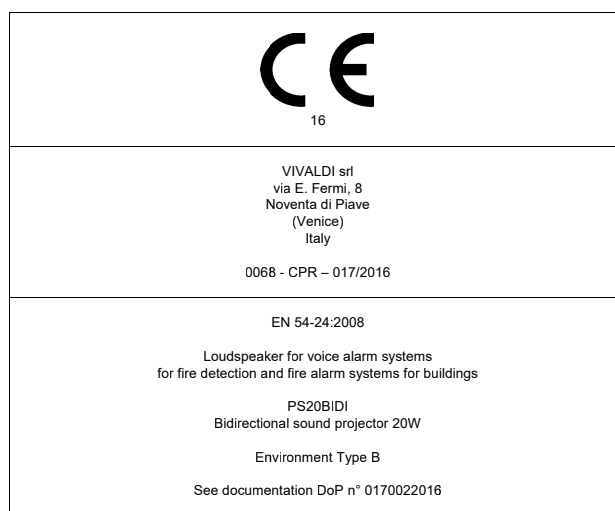 CE
16
VIVALDI srl
via E. Fermi, 8
Noventa di Piave
(Venice)
Italy
0068 - CPR – 017/2016
EN 54-24:2008
Loudspeaker for voice alarm systems
for fire detection and fire alarm systems for buildings
PS20BIDI
Bidirectional sound projector 20W
Environment Type B
See documentation DoP n° 0170022016